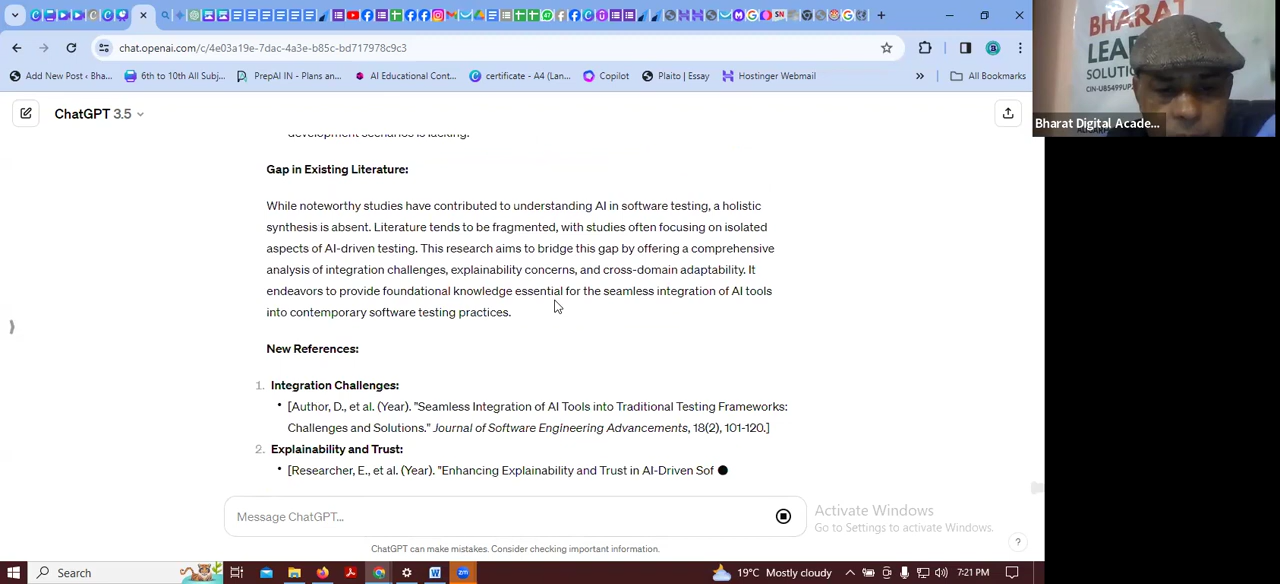 chat.openai.com/c/4e03a19e-7dac-4a3e-b85c-bd717978c9c3
Add New Post ‹ Bha...
6th to 10th All Subj...
PrepAI IN - Plans an...
AI Educational Cont...
certificate - A4 (Lan...
Copilot
Plaito | Essay
Hostinger Webmail
»
All Bookmarks
ChatGPT 3.5
development scenarios is lacking.
Gap in Existing Literature:
While noteworthy studies have contributed to understanding AI in software testing, a holistic
synthesis is absent. Literature tends to be fragmented, with studies often focusing on isolated
aspects of AI-driven testing. This research aims to bridge this gap by offering a comprehensive
analysis of integration challenges, explainability concerns, and cross-domain adaptability. It
endeavors to provide foundational knowledge essential for the seamless integration of AI tools
into contemporary software testing practices.
New References:
1. Integration Challenges:
• [Author, D., et al. (Year). "Seamless Integration of AI Tools into Traditional Testing Frameworks:
Challenges and Solutions." Journal of Software Engineering Advancements, 18(2), 101-120.]
2. Explainability and Trust:
• [Researcher, E., et al. (Year). "Enhancing Explainability and Trust in AI-Driven Sof
Message ChatGPT...
ChatGPT can make mistakes. Consider checking important information.
Activate Windows
Go to Settings to activate Windows.
?
Search
19°C Mostly cloudy
7:21 PM
BHARAT
SOLUTIO
Bharat Digital Acade...